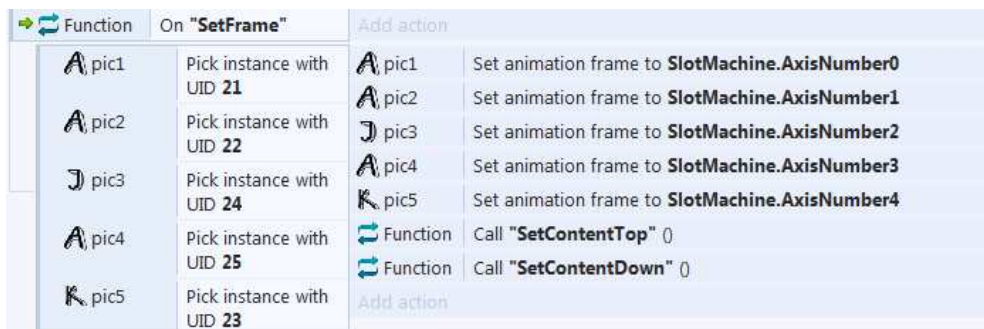 Function On "SetFrame" Add action
pic1 Pick instance with UID 21
pic2 Pick instance with UID 22
pic3 Pick instance with UID 24
pic4 Pick instance with UID 25
pic5 Pick instance with UID 23
pic1 Set animation frame to SlotMachine.AxisNumber0
pic2 Set animation frame to SlotMachine.AxisNumber1
pic3 Set animation frame to SlotMachine.AxisNumber2
pic4 Set animation frame to SlotMachine.AxisNumber3
pic5 Set animation frame to SlotMachine.AxisNumber4
Function Call "SetContentTop" ()
Function Call "SetContentDown" ()
Add action